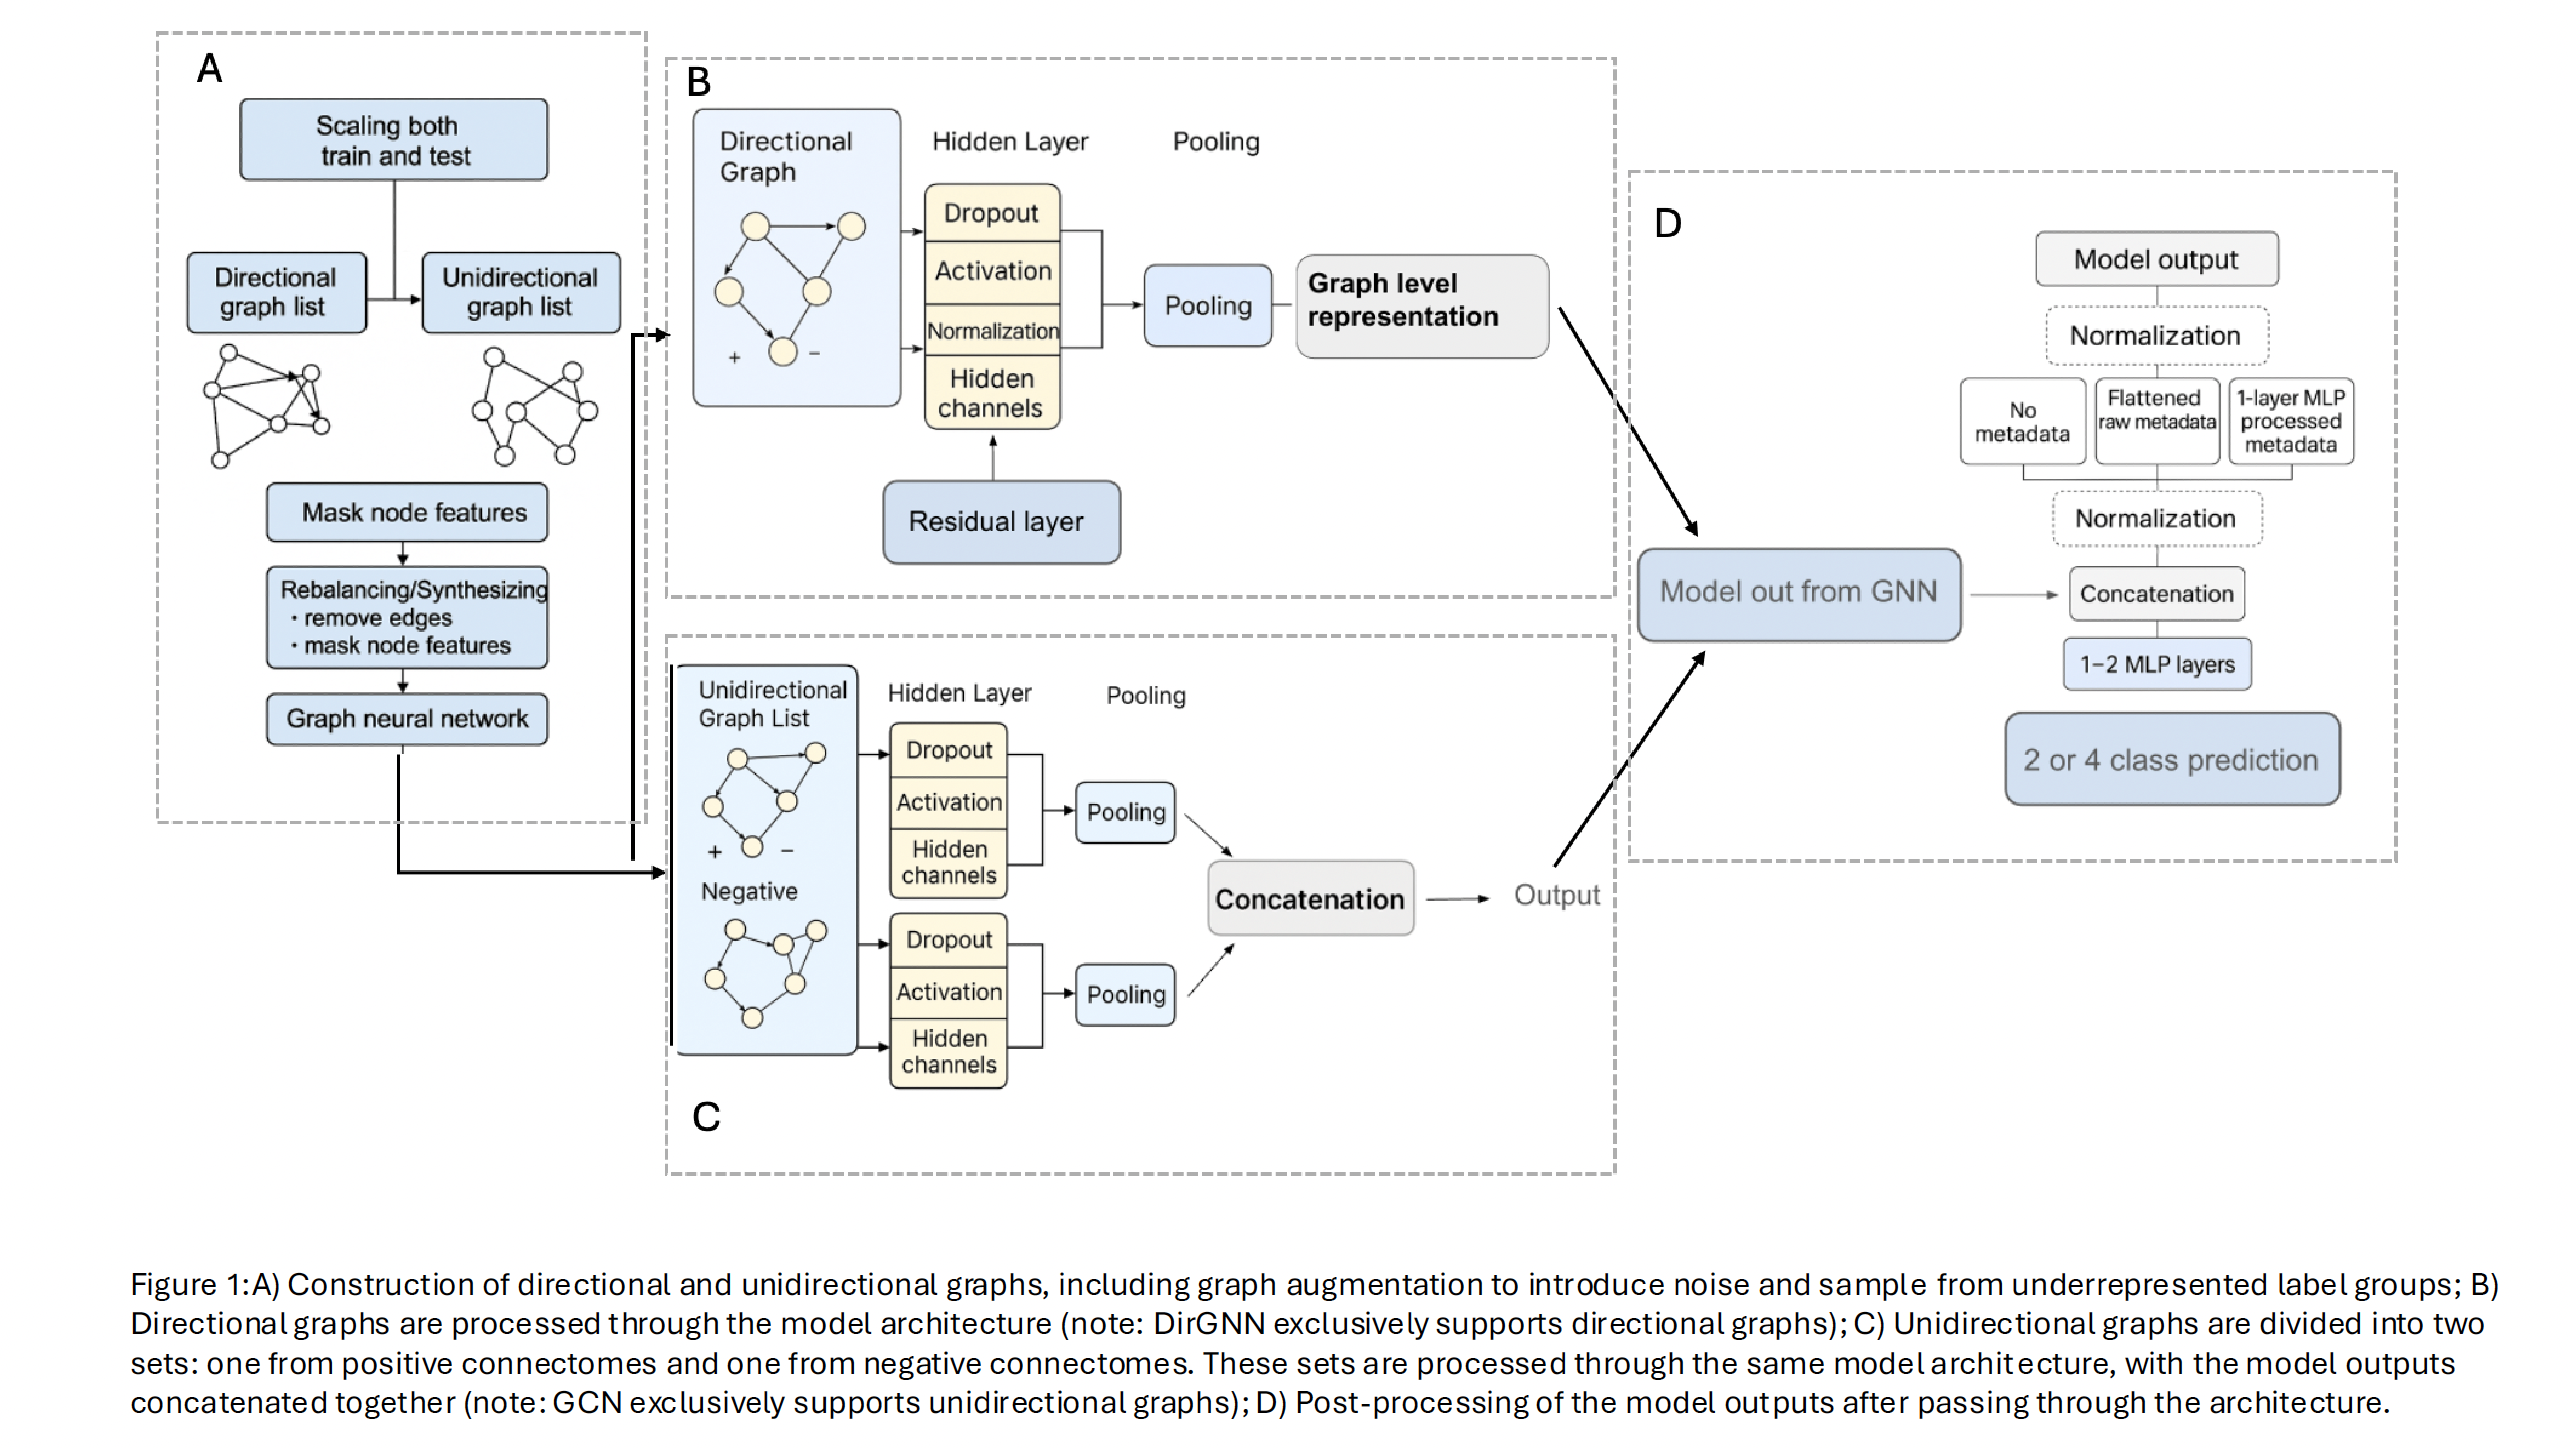 A
Scaling both
train and test
Directional
graph list
Unidirectional
graph list
Mask node features
Rebalancing/Synthesizing
· remove edges
· mask node features
Graph neural network
B
Directional
Graph
Hidden Layer
Pooling
+
−
Dropout
Activation
Normalization
Hidden
channels
Pooling
Graph level
representation
Residual layer
Unidirectional
Graph List
Hidden Layer
Pooling
+
−
Negative
Dropout
Activation
Hidden
channels
Pooling
Dropout
Activation
Hidden
channels
Pooling
Concatenation
Output
C
D
Model output
Normalization
No
metadata
Flattened
raw metadata
1-layer MLP
processed
metadata
Normalization
Model out from GNN
Concatenation
1−2 MLP layers
2 or 4 class prediction
Figure 1:A) Construction of directional and unidirectional graphs, including graph augmentation to introduce noise and sample from underrepresented label groups; B)
Directional graphs are processed through the model architecture (note: DirGNN exclusively supports directional graphs); C) Unidirectional graphs are divided into two
sets: one from positive connectomes and one from negative connectomes. These sets are processed through the same model architecture, with the model outputs
concatenated together (note: GCN exclusively supports unidirectional graphs); D) Post-processing of the model outputs after passing through the architecture.